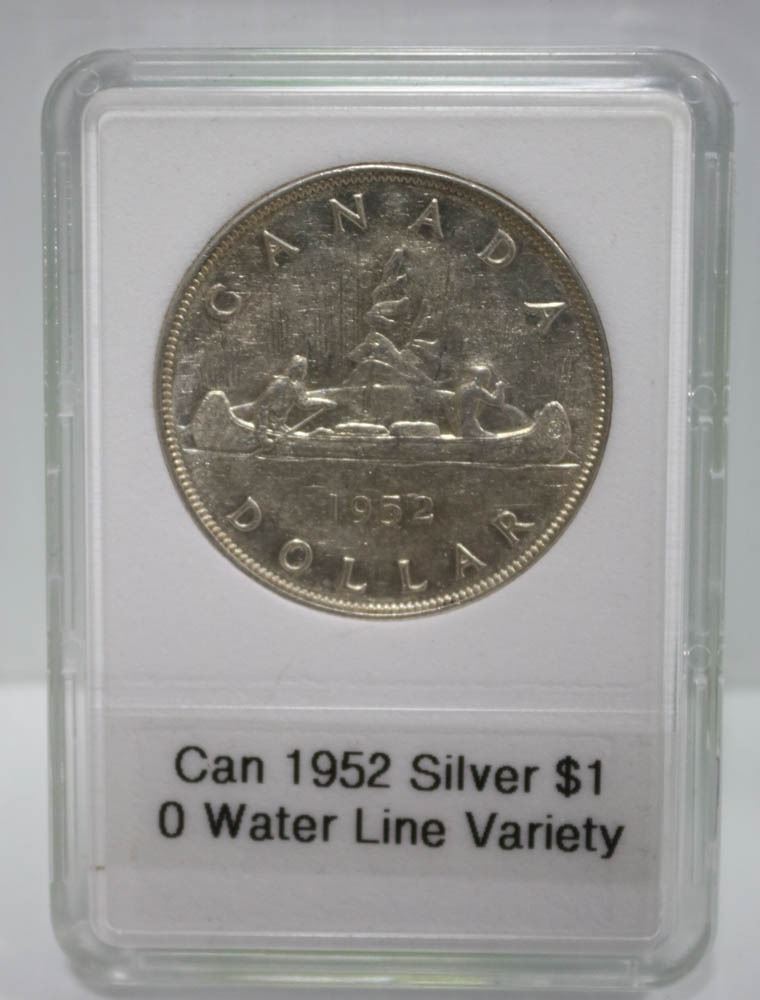 CANADA
1952
DOLLAR
Can 1952 Silver $1
0 Water Line Variety